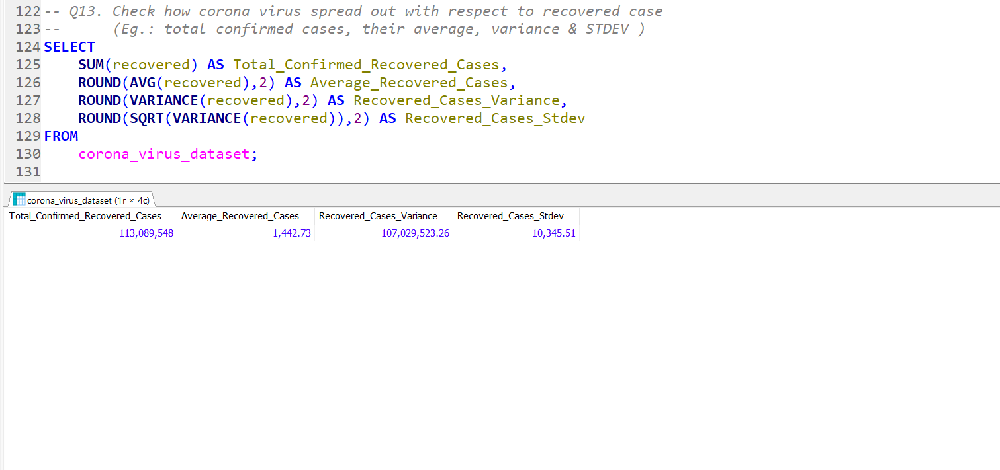 122 -- Q13. Check how corona virus spread out with respect to recovered case
123 -- (Eg.: total confirmed cases, their average, variance & STDEV )
124 SELECT
125 SUM(recovered) AS Total_Confirmed_Recovered_Cases,
126 ROUND(AVG(recovered),2) AS Average_Recovered_Cases,
127 ROUND(VARIANCE(recovered),2) AS Recovered_Cases_Variance,
128 ROUND(SQRT(VARIANCE(recovered)),2) AS Recovered_Cases_Stdev
129 FROM
130 corona_virus_dataset;
131
corona_virus_dataset (1r × 4c)
Total_Confirmed_Recovered_Cases Average_Recovered_Cases Recovered_Cases_Variance Recovered_Cases_Stdev
113,089,548 1,442.73 107,029,523.26 10,345.51